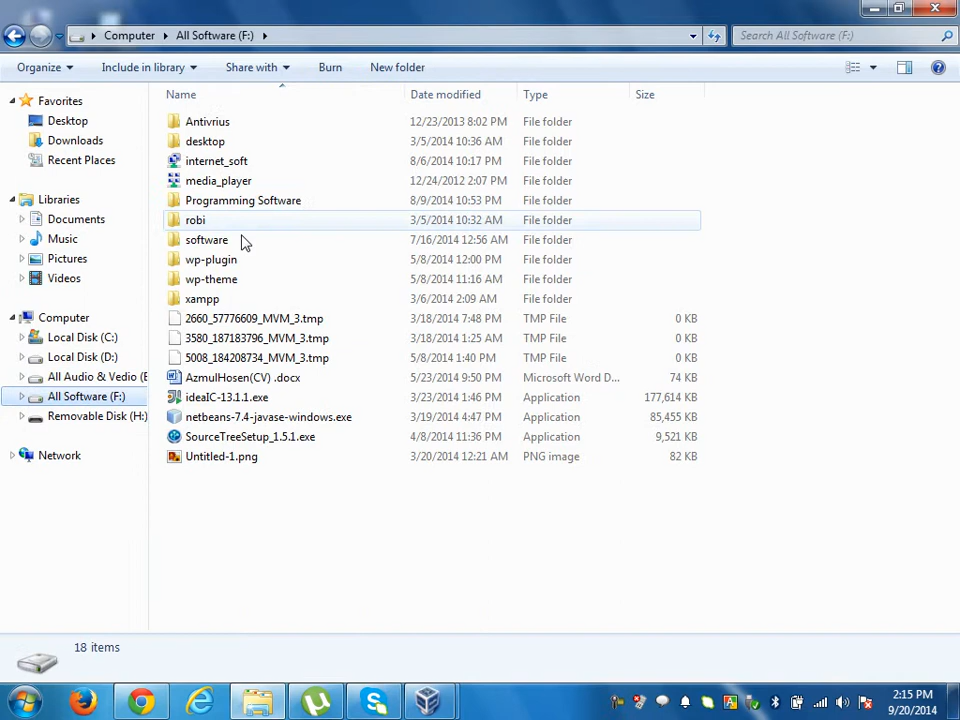 Computer All Software (F:)
Search All Software (F:)
Organize Include in library Share with Burn New folder
Name Date modified Type Size
Favorites
Desktop
Downloads
Recent Places
Libraries
Documents
Music
Pictures
Videos
Computer
Local Disk (C:)
Local Disk (D:)
All Audio & Vedio (E
All Software (F:)
Removable Disk (H:)
Network
Antivrius 12/23/2013 8:02 PM File folder
desktop 3/5/2014 10:36 AM File folder
internet_soft 8/6/2014 10:17 PM File folder
media_player 12/24/2012 2:07 PM File folder
Programming Software 8/9/2014 10:53 PM File folder
robi 3/5/2014 10:32 AM File folder
software 7/16/2014 12:56 AM File folder
wp-plugin 5/8/2014 12:00 PM File folder
wp-theme 5/8/2014 11:16 AM File folder
xampp 3/6/2014 2:09 AM File folder
2660_57776609_MVM_3.tmp 3/18/2014 7:48 PM TMP File 0 KB
3580_187183796_MVM_3.tmp 3/18/2014 1:25 AM TMP File 0 KB
5008_184208734_MVM_3.tmp 5/8/2014 1:40 PM TMP File 0 KB
AzmulHosen(CV) .docx 5/23/2014 9:50 PM Microsoft Word D... 74 KB
ideaIC-13.1.1.exe 3/23/2014 1:46 PM Application 177,614 KB
netbeans-7.4-javase-windows.exe 3/19/2014 4:47 PM Application 85,455 KB
SourceTreeSetup_1.5.1.exe 4/8/2014 11:36 PM Application 9,521 KB
Untitled-1.png 3/20/2014 12:21 AM PNG image 82 KB
18 items
2:15 PM
9/20/2014